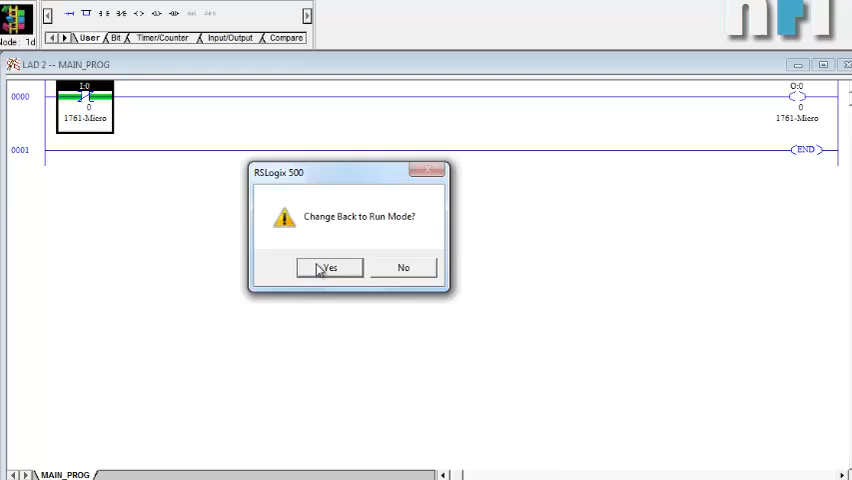 Node: 1d
User
Bit
Timer/Counter
Input/Output
Compare
LAD 2 -- MAIN_PROG
0000
I:0
0
1761-Micro
O:0
0
1761-Micro
0001
END
RSLogix 500
Change Back to Run Mode?
Yes
No
MAIN_PROG